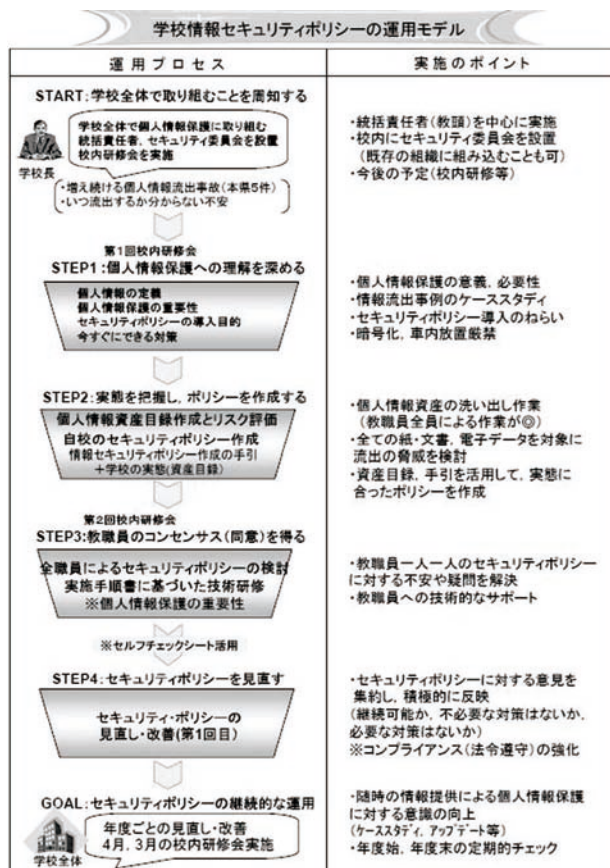 学校情報セキュリティポリシーの運用モデル
運用プロセス
実施のポイント
START:学校全体で取り組むことを周知する
学校全体で個人情報保護に取り組む
統括責任者,セキュリティ委員会を設置
校内研修会を実施
学校長
・増え続ける個人情報流出事故(本県5件)
・いつ流出するか分からない不安
・統括責任者(教頭)を中心に実施
・校内にセキュリティ委員会を設置
(既存の組織に組み込むことも可)
・今後の予定(校内研修等)
第1回校内研修会
STEP1:個人情報保護への理解を深める
個人情報の定義
個人情報保護の重要性
セキュリティポリシーの導入目的
今すぐにできる対策
・個人情報保護の意義,必要性
・情報流出事例のケーススタディ
・セキュリティポリシー導入のねらい
・暗号化,車内放置厳禁
STEP2:実態を把握し,ポリシーを作成する
個人情報資産目録作成とリスク評価
自校のセキュリティポリシー作成
情報セキュリティポリシー作成の手引
+学校の実態(資産目録)
・個人情報資産の洗い出し作業
(教職員全員による作業が◎)
・全ての紙・文書,電子データを対象に
流出の脅威を検討
・資産目録,手引を活用して,実態に
合ったポリシーを作成
第2回校内研修会
STEP3:教職員のコンセンサス(同意)を得る
全職員によるセキュリティポリシーの検討
実施手順書に基づいた技術研修
※個人情報保護の重要性
・教職員一人一人のセキュリティポリシー
に対する不安や疑問を解決
・教職員への技術的なサポート
※セルフチェックシート活用
STEP4:セキュリティポリシーを見直す
セキュリティ・ポリシーの
見直し・改善(第1回目)
・セキュリティポリシーに対する意見を
集約し,積極的に反映
(継続可能か,不必要な対策はないか,
必要な対策はないか)
※コンプライアンス(法令遵守)の強化
GOAL:セキュリティポリシーの継続的な運用
年度ごとの見直し・改善
4月,3月の校内研修会実施
学校全体
・随時の情報提供による個人情報保護
に対する意識の向上
(ケーススタディ,アップデート等)
・年度始,年度末の定期的チェック